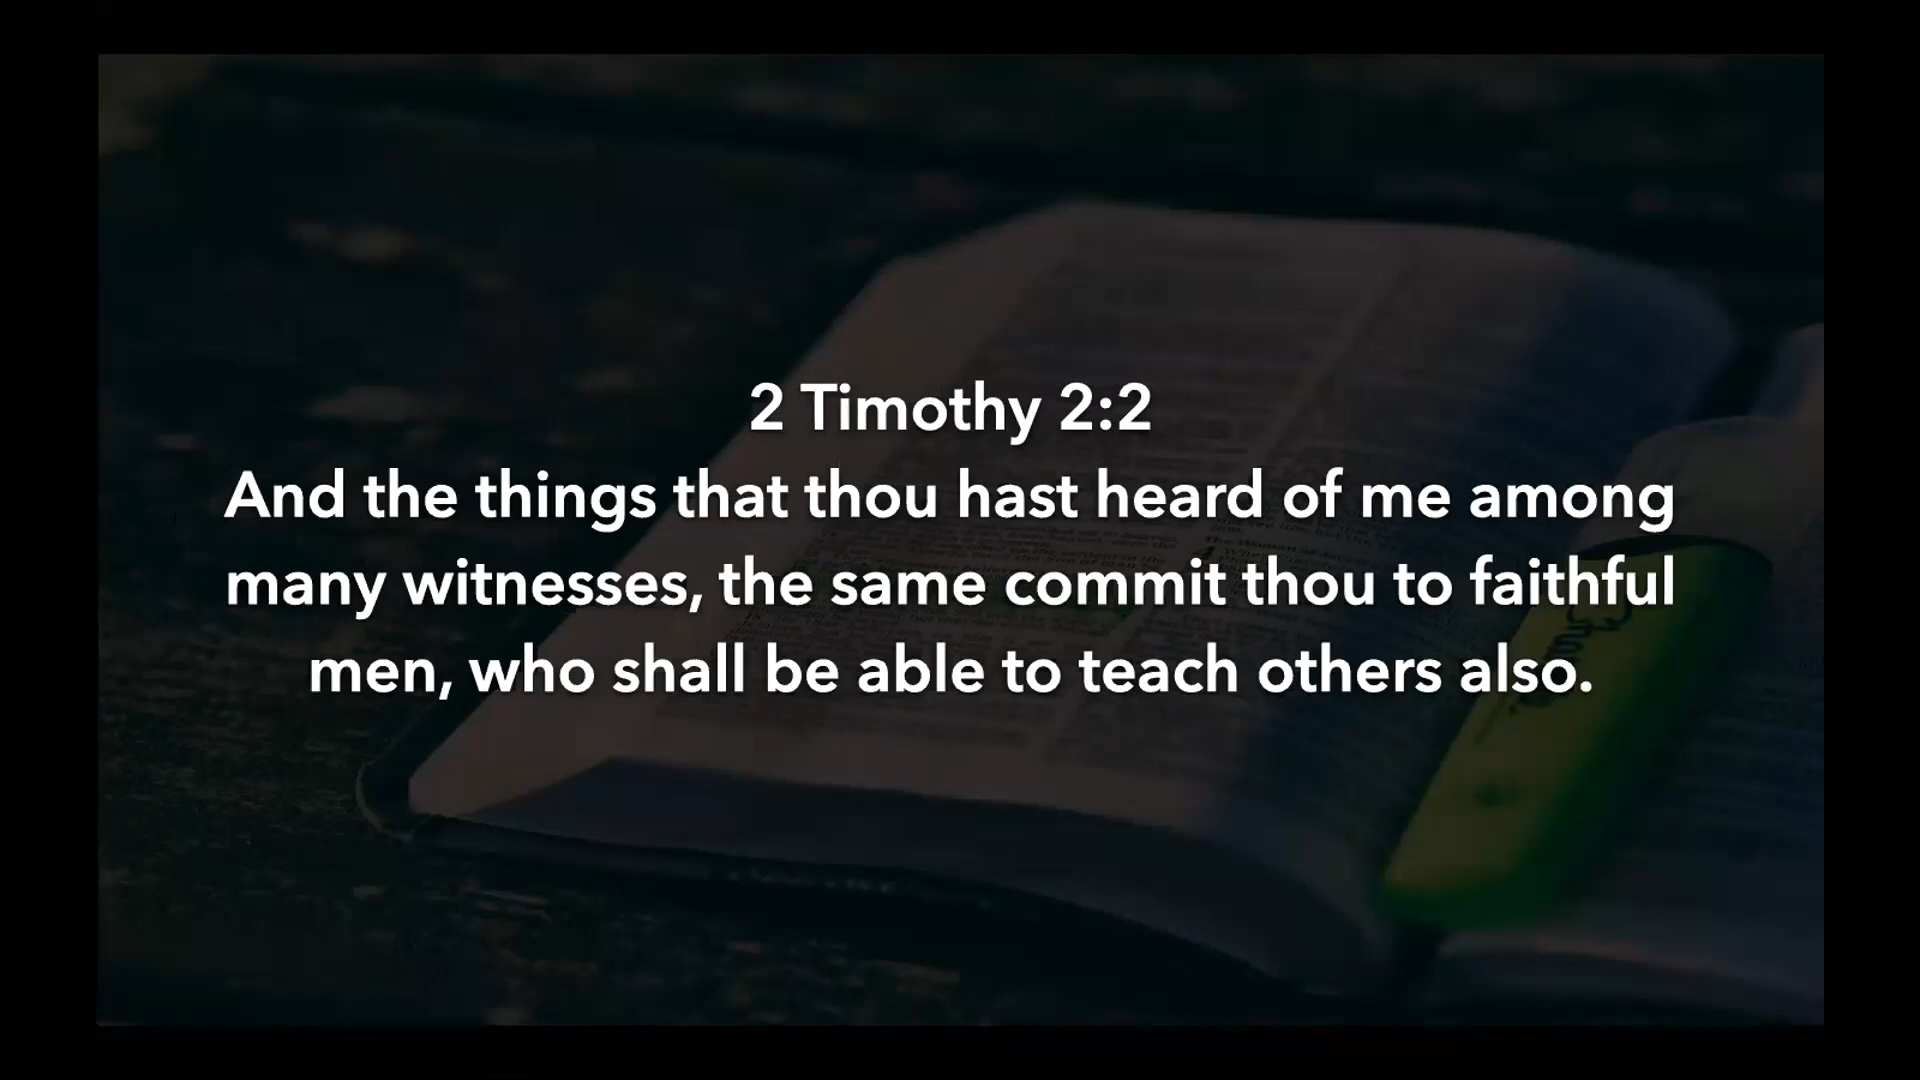 2 Timothy 2:2
And the things that thou hast heard of me among
many witnesses, the same commit thou to faithful
men, who shall be able to teach others also.